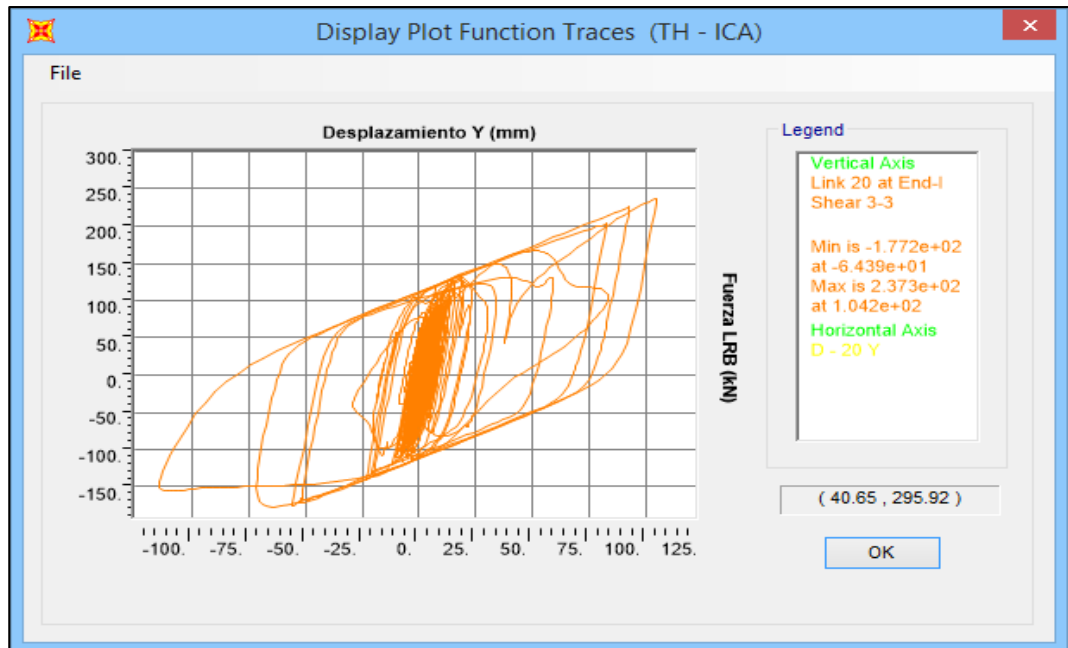 Display Plot Function Traces (TH - ICA)
File
Desplazamiento Y (mm)
300.
250.
200.
150.
100.
50.
0.
-50.
-100.
-150.
-100. -75. -50. -25. 0. 25. 50. 75. 100. 125.
Fuerza LRB (kN)
Legend
Vertical Axis
Link 20 at End-I
Shear 3-3
Min is -1.772e+02
at -6.439e+01
Max is 2.373e+02
at 1.042e+02
Horizontal Axis
D - 20 Y
( 40.65 , 295.92 )
OK